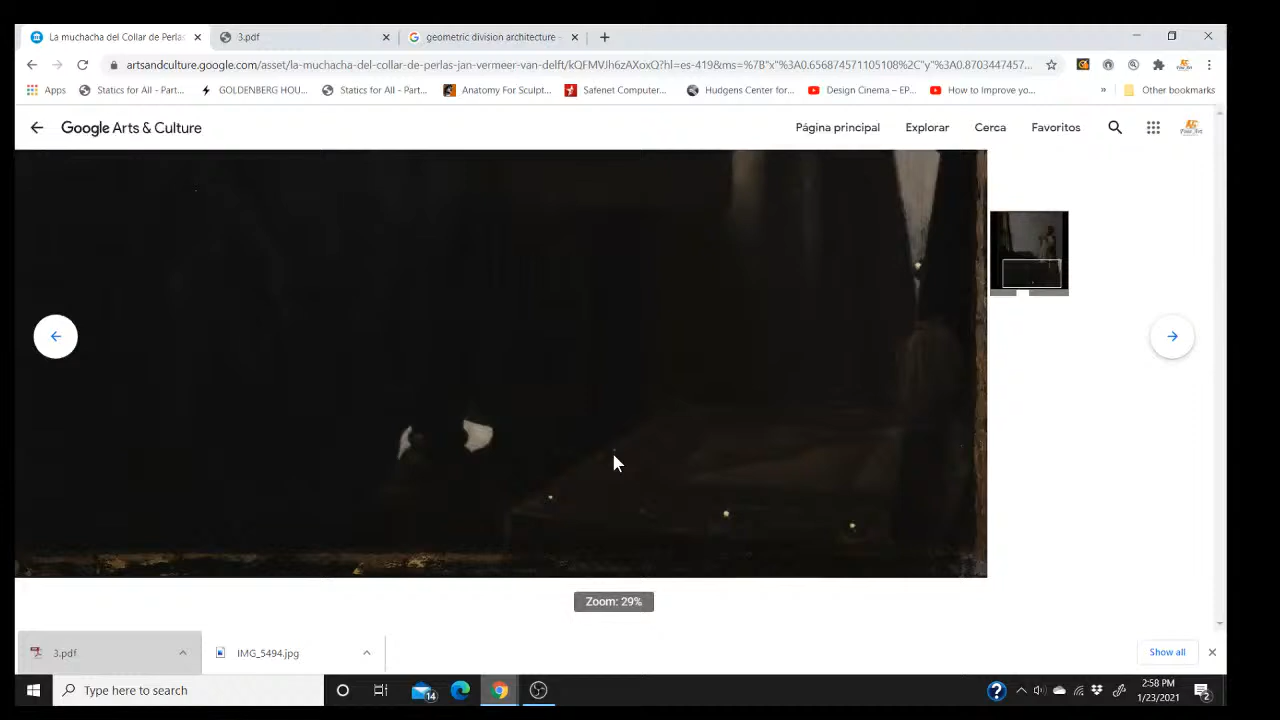 La muchacha del Collar de Perlas
3.pdf
geometric division architecture -
artsandculture.google.com/asset/la-muchacha-del-collar-de-perlas-jan-vermeer-van-delft/kQFMVJh6zAXoxQ?hl=es-419&ms=%7B"x"%3A0.656874571105108%2C"y"%3A0.8703447457...
Apps
Statics for All - Part...
GOLDENBERG HOU...
Statics for All - Part...
Anatomy For Sculpt...
Safenet Computer...
Hudgens Center for...
Design Cinema – EP...
How to Improve yo...
»
Other bookmarks
Google Arts & Culture
Página principal
Explorar
Cerca
Favoritos
Zoom: 29%
3.pdf
IMG_5494.jpg
Show all
Type here to search
14
2:58 PM
1/23/2021
2